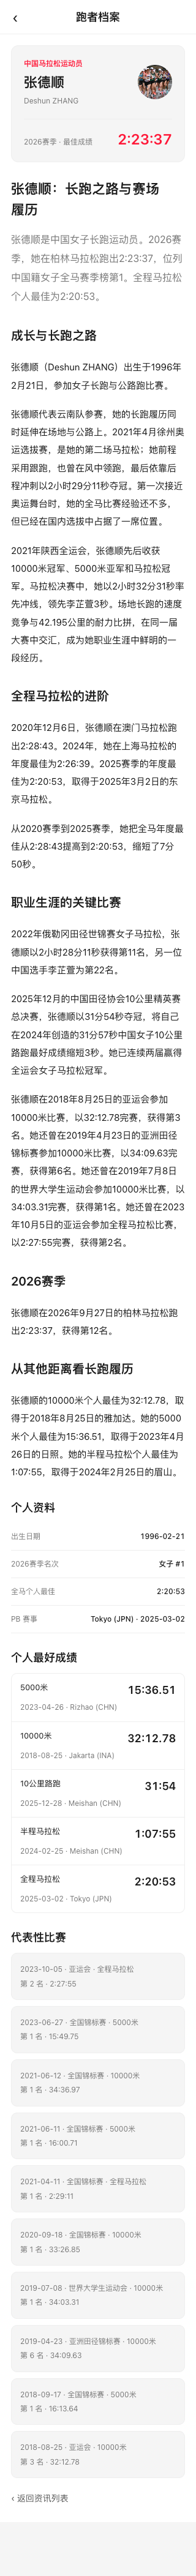 ‹
跑者档案
中国马拉松运动员
张德顺
Deshun ZHANG
2026赛季 · 最佳成绩
2:23:37
张德顺：长跑之路与赛场
履历
张德顺是中国女子长跑运动员。2026赛
季，她在柏林马拉松跑出2:23:37，位列
中国籍女子全马赛季榜第1。全程马拉松
个人最佳为2:20:53。
成长与长跑之路
张德顺（Deshun ZHANG）出生于1996年
2月21日，参加女子长跑与公路跑比赛。
张德顺代表云南队参赛，她的长跑履历同
时延伸在场地与公路上。2021年4月徐州奥
运选拔赛，是她的第二场马拉松；她前程
采用跟跑，也曾在风中领跑，最后依靠后
程冲刺以2小时29分11秒夺冠。第一次接近
奥运舞台时，她的全马比赛经验还不多，
但已经在国内选拔中占据了一席位置。
2021年陕西全运会，张德顺先后收获
10000米冠军、5000米亚军和马拉松冠
军。马拉松决赛中，她以2小时32分31秒率
先冲线，领先李芷萱3秒。场地长跑的速度
竞争与42.195公里的耐力比拼，在同一届
大赛中交汇，成为她职业生涯中鲜明的一
段经历。
全程马拉松的进阶
2020年12月6日，张德顺在澳门马拉松跑
出2:28:43。2024年，她在上海马拉松的
年度最佳为2:26:39。2025赛季的年度最
佳为2:20:53，取得于2025年3月2日的东
京马拉松。
从2020赛季到2025赛季，她把全马年度最
佳从2:28:43提高到2:20:53，缩短了7分
50秒。
职业生涯的关键比赛
2022年俄勒冈田径世锦赛女子马拉松，张
德顺以2小时28分11秒获得第11名，另一位
中国选手李芷萱为第22名。
2025年12月的中国田径协会10公里精英赛
总决赛，张德顺以31分54秒夺冠，将自己
在2024年创造的31分57秒中国女子10公里
路跑最好成绩缩短3秒。她已连续两届赢得
全运会女子马拉松冠军。
张德顺在2018年8月25日的亚运会参加
10000米比赛，以32:12.78完赛，获得第3
名。她还曾在2019年4月23日的亚洲田径
锦标赛参加10000米比赛，以34:09.63完
赛，获得第6名。她还曾在2019年7月8日
的世界大学生运动会参加10000米比赛，以
34:03.31完赛，获得第1名。她还曾在2023
年10月5日的亚运会参加全程马拉松比赛，
以2:27:55完赛，获得第2名。
2026赛季
张德顺在2026年9月27日的柏林马拉松跑
出2:23:37，获得第12名。
从其他距离看长跑履历
张德顺的10000米个人最佳为32:12.78，取
得于2018年8月25日的雅加达。她的5000
米个人最佳为15:36.51，取得于2023年4月
26日的日照。她的半程马拉松个人最佳为
1:07:55，取得于2024年2月25日的眉山。
个人资料
出生日期
1996-02-21
2026赛季名次
女子 #1
全马个人最佳
2:20:53
PB 赛事
Tokyo (JPN) · 2025-03-02
个人最好成绩
5000米
15:36.51
2023-04-26 · Rizhao (CHN)
10000米
32:12.78
2018-08-25 · Jakarta (INA)
10公里路跑
31:54
2025-12-28 · Meishan (CHN)
半程马拉松
1:07:55
2024-02-25 · Meishan (CHN)
全程马拉松
2:20:53
2025-03-02 · Tokyo (JPN)
代表性比赛
2023-10-05 · 亚运会 · 全程马拉松
第 2 名 · 2:27:55
2023-06-27 · 全国锦标赛 · 5000米
第 1 名 · 15:49.75
2021-06-12 · 全国锦标赛 · 10000米
第 1 名 · 34:36.97
2021-06-11 · 全国锦标赛 · 5000米
第 1 名 · 16:00.71
2021-04-11 · 全国锦标赛 · 全程马拉松
第 1 名 · 2:29:11
2020-09-18 · 全国锦标赛 · 10000米
第 1 名 · 33:26.85
2019-07-08 · 世界大学生运动会 · 10000米
第 1 名 · 34:03.31
2019-04-23 · 亚洲田径锦标赛 · 10000米
第 6 名 · 34:09.63
2018-09-17 · 全国锦标赛 · 5000米
第 1 名 · 16:13.64
2018-08-25 · 亚运会 · 10000米
第 3 名 · 32:12.78
‹ 返回资讯列表